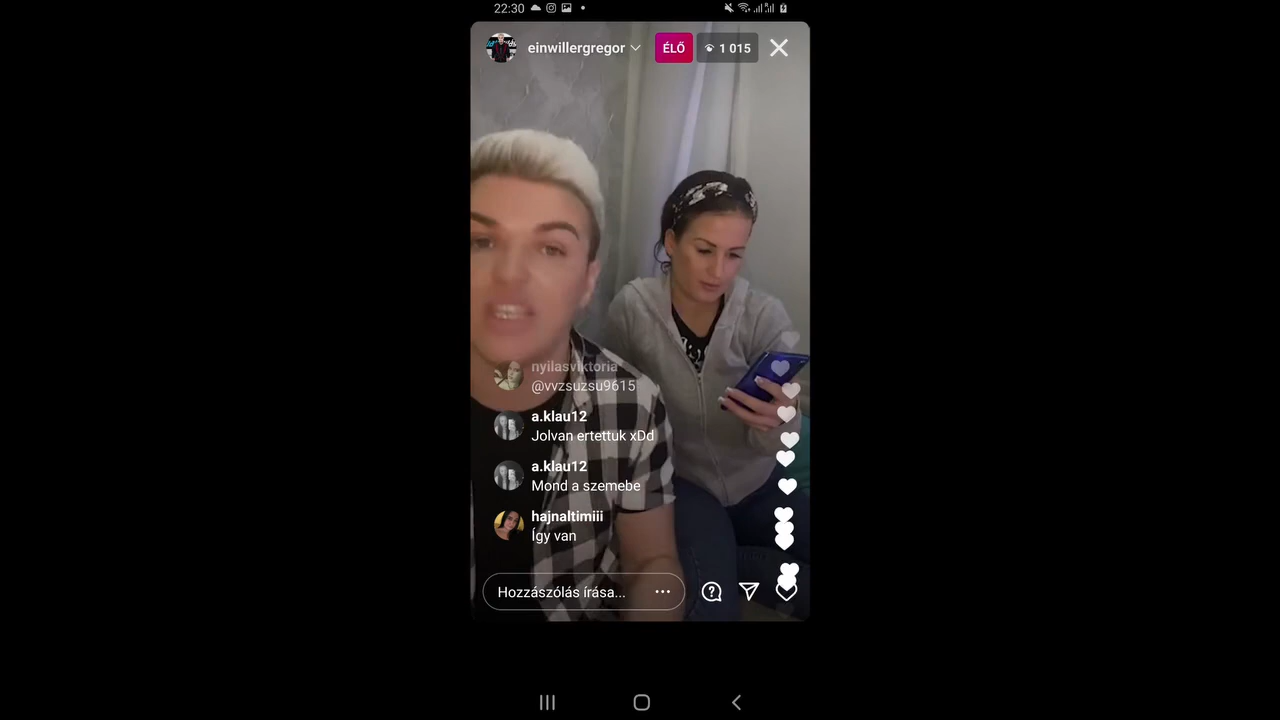 22:30
einwillergregor
ÉLŐ
1 015
nyilasviktoria
@vvzsuzsu9615
a.klau12
Jolvan ertettuk xDd
a.klau12
Mond a szemebe
hajnaltimiii
Így van
Hozzászólás írása...